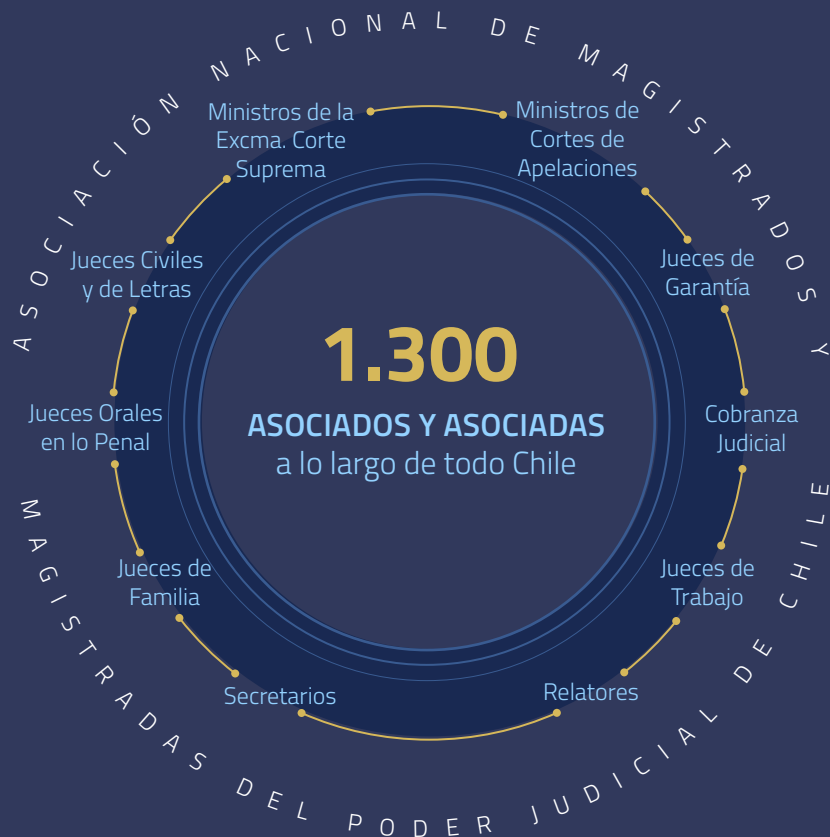 ASOCIACIÓN NACIONAL DE MAGISTRADOS Y
MAGISTRADAS DEL PODER JUDICIAL DE CHILE
Ministros de la
Excma. Corte
Suprema
Ministros de
Cortes de
Apelaciones
Jueces Civiles
y de Letras
Jueces de
Garantía
1.300
ASOCIADOS Y ASOCIADAS
a lo largo de todo Chile
Jueces Orales
en lo Penal
Cobranza
Judicial
Jueces de
Familia
Jueces de
Trabajo
Secretarios
Relatores